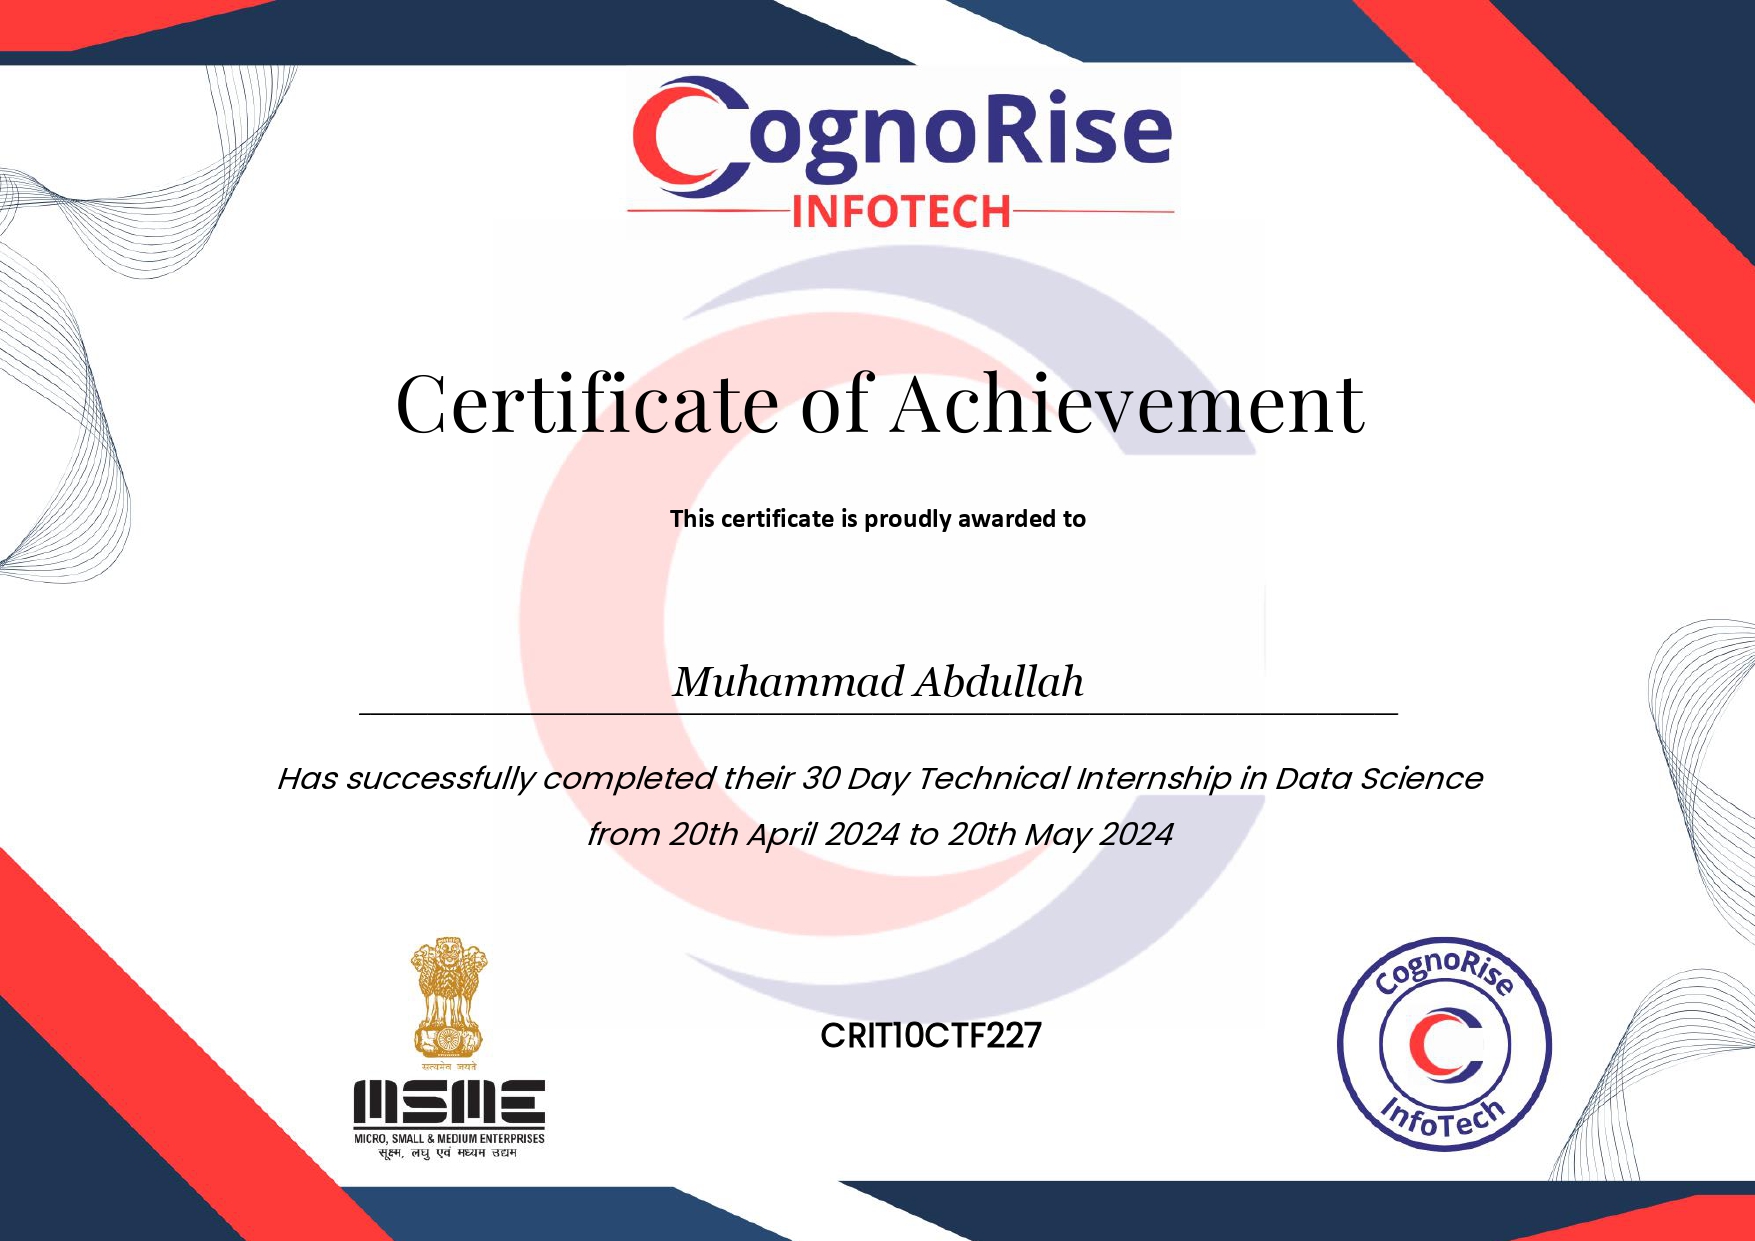 CognoRise
INFOTECH
Certificate of Achievement
This certificate is proudly awarded to
Muhammad Abdullah
Has successfully completed their 30 Day Technical Internship in Data Science
from 20th April 2024 to 20th May 2024
सत्यमेव जयते
MSME
MICRO, SMALL & MEDIUM ENTERPRISES
सूक्ष्म, लघु एवं मध्यम उद्यम
CRIT10CTF227
CognoRise
InfoTech